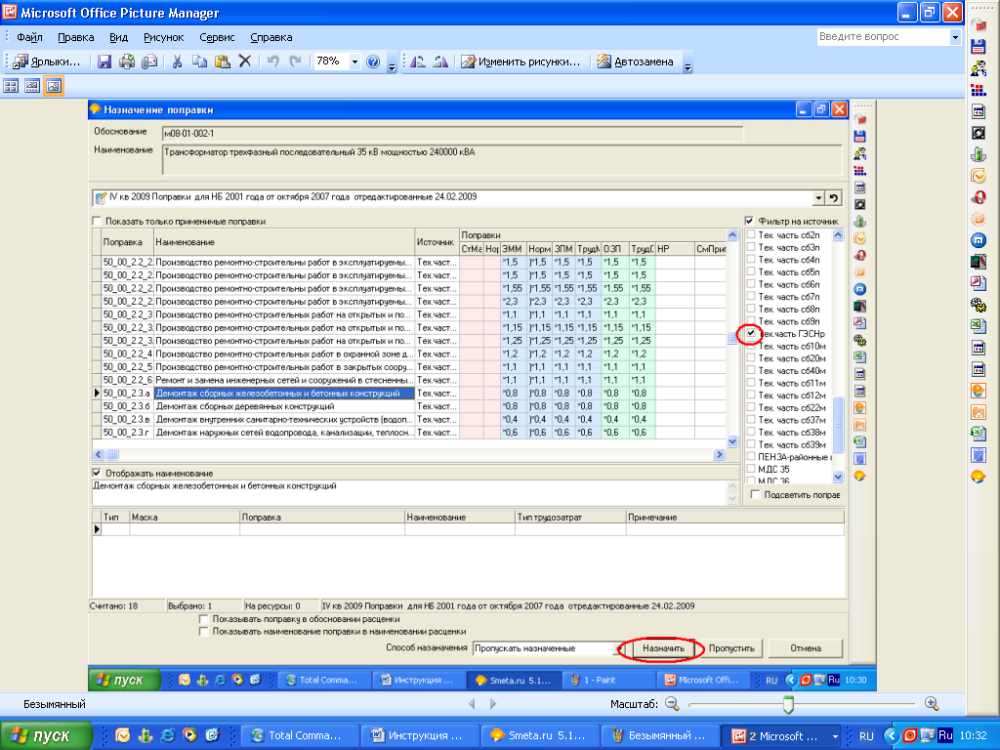 Microsoft Office Picture Manager
Файл Правка Вид Рисунок Сервис Справка
Введите вопрос
Ярлыки... 78% Изменить рисунки... Автозамена
Назначение поправки
Обоснование м08-01-002-1
Наименование Трансформатор трехфазный последовательный 35 кВ мощностью 240000 кВА
IV кв 2009 Поправки для НБ 2001 года от октября 2007 года отредактированные 24.02.2009
Показать только применимые поправки
Фильтр на источник
Поправка Наименование Источник Поправки
СтМа Нор ЭММ Норм ЗПМ ТрудМ ОЗП ТрудС НР СмПриб
50_00_2.2_2. Производство ремонтно-строительны работ в эксплуатируемы... Тех.част... *1,5 )*1,5 *1,5 *1,5 *1,5 *1,5
50_00_2.2_2. Производство ремонтно-строительны работ в эксплуатируемы... Тех.част... *1,5 )*1,5 *1,5 *1,5 *1,5 *1,5
50_00_2.2_2. Производство ремонтно-строительны работ в эксплуатируемы... Тех.част... *1,55 )*1,55 *1,55 *1,55 *1,55 *1,55
50_00_2.2_2. Производство ремонтно-строительны работ в эксплуатируемы... Тех.част... *2,3 )*2,3 *2,3 *2,3 *2,3 *2,3
50_00_2.2_3 Производство ремонтно-строительных работ на открытых и по... Тех.част... *1,1 )*1,1 *1,1 *1,1 *1,1 *1,1
50_00_2.2_3. Производство ремонтно-строительных работ на открытых и по... Тех.част... *1,15 )*1,15 *1,15 *1,15 *1,15 *1,15
50_00_2.2_3. Производство ремонтно-строительных работ на открытых и по... Тех.част... *1,25 )*1,25 *1,25 *1,25 *1,25 *1,25
50_00_2.2_4 Производство ремонтно-строительных работ в охранной зоне д... Тех.част... *1,2 )*1,2 *1,2 *1,2 *1,2 *1,2
50_00_2.2_5 Производство ремонтно-строительных работ в закрытых соору... Тех.част... *1,1 )*1,1 *1,1 *1,1 *1,1 *1,1
50_00_2.2_6 Ремонт и замена инженерных сетей и сооружений в стесненны... Тех.част... *1,1 )*1,1 *1,1 *1,1 *1,1 *1,1
50_00_2.3.а Демонтаж сборных железобетонных и бетонных конструкций Тех.част... *0,8 )*0,8 *0,8 *0,8 *0,8 *0,8
50_00_2.3.б Демонтаж сборных деревянных конструкций Тех.част... *0,8 )*0,8 *0,8 *0,8 *0,8 *0,8
50_00_2.3.в Демонтаж внутренних санитарно-технических устройств (водоп... Тех.част... *0,4 )*0,4 *0,4 *0,4 *0,4 *0,4
50_00_2.3.г Демонтаж наружных сетей водопровода, канализации, теплосн... Тех.част... *0,6 )*0,6 *0,6 *0,6 *0,6 *0,6
Тех. часть сб2п
Тех. часть сб3п
Тех. часть сб5п
Тех. часть сб6п
Тех. часть сб7п
Тех. часть сб8п
Тех. часть сб9п
Тех.часть ГЭСНр
Тех. часть сб10м
Тех. часть сб20м
Тех. часть сб40м
Тех. часть сб11м
Тех. часть сб12м
Тех. часть сб22м
Тех. часть сб37м
Тех. часть сб38м
Тех. часть сб39м
ПЕНЗА-районные к
МДС 35
МДС 36
Отображать наименование
Демонтаж сборных железобетонных и бетонных конструкций
Подсветить поправ
Тип Маска Поправка Наименование Тип трудозатрат Примечание
Считано: 18 Выбрано: 1 На ресурсы: 0 IV кв 2009 Поправки для НБ 2001 года от октября 2007 года отредактированные 24.02.2009
Показывать поправку в обосновании расценки
Показывать наименование поправки в наименовании расценки
Способ назаначения Пропускать назначенные Назначить Пропустить Отмена
пуск Total Comma... Инструкция ... Smeta.ru 5.1... 1 - Paint Microsoft Offi... RU Ru 10:30
Безымянный Масштаб:
пуск Total Comma... Инструкция ... Smeta.ru 5.1... Безымянный ... 2 Microsoft ... RU Ru 10:32